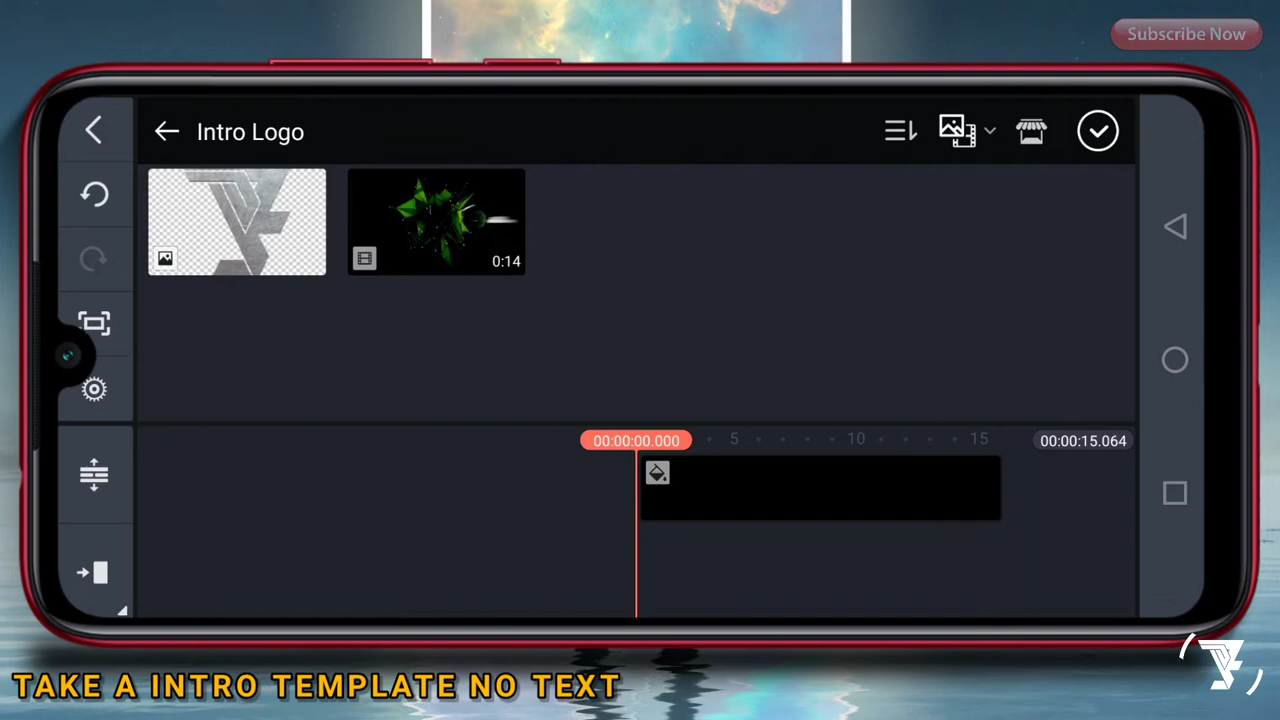 Subscribe Now
Intro Logo
0:14
00:00:00.000
5
10
15
00:00:15.064
TAKE A INTRO TEMPLATE NO TEXT